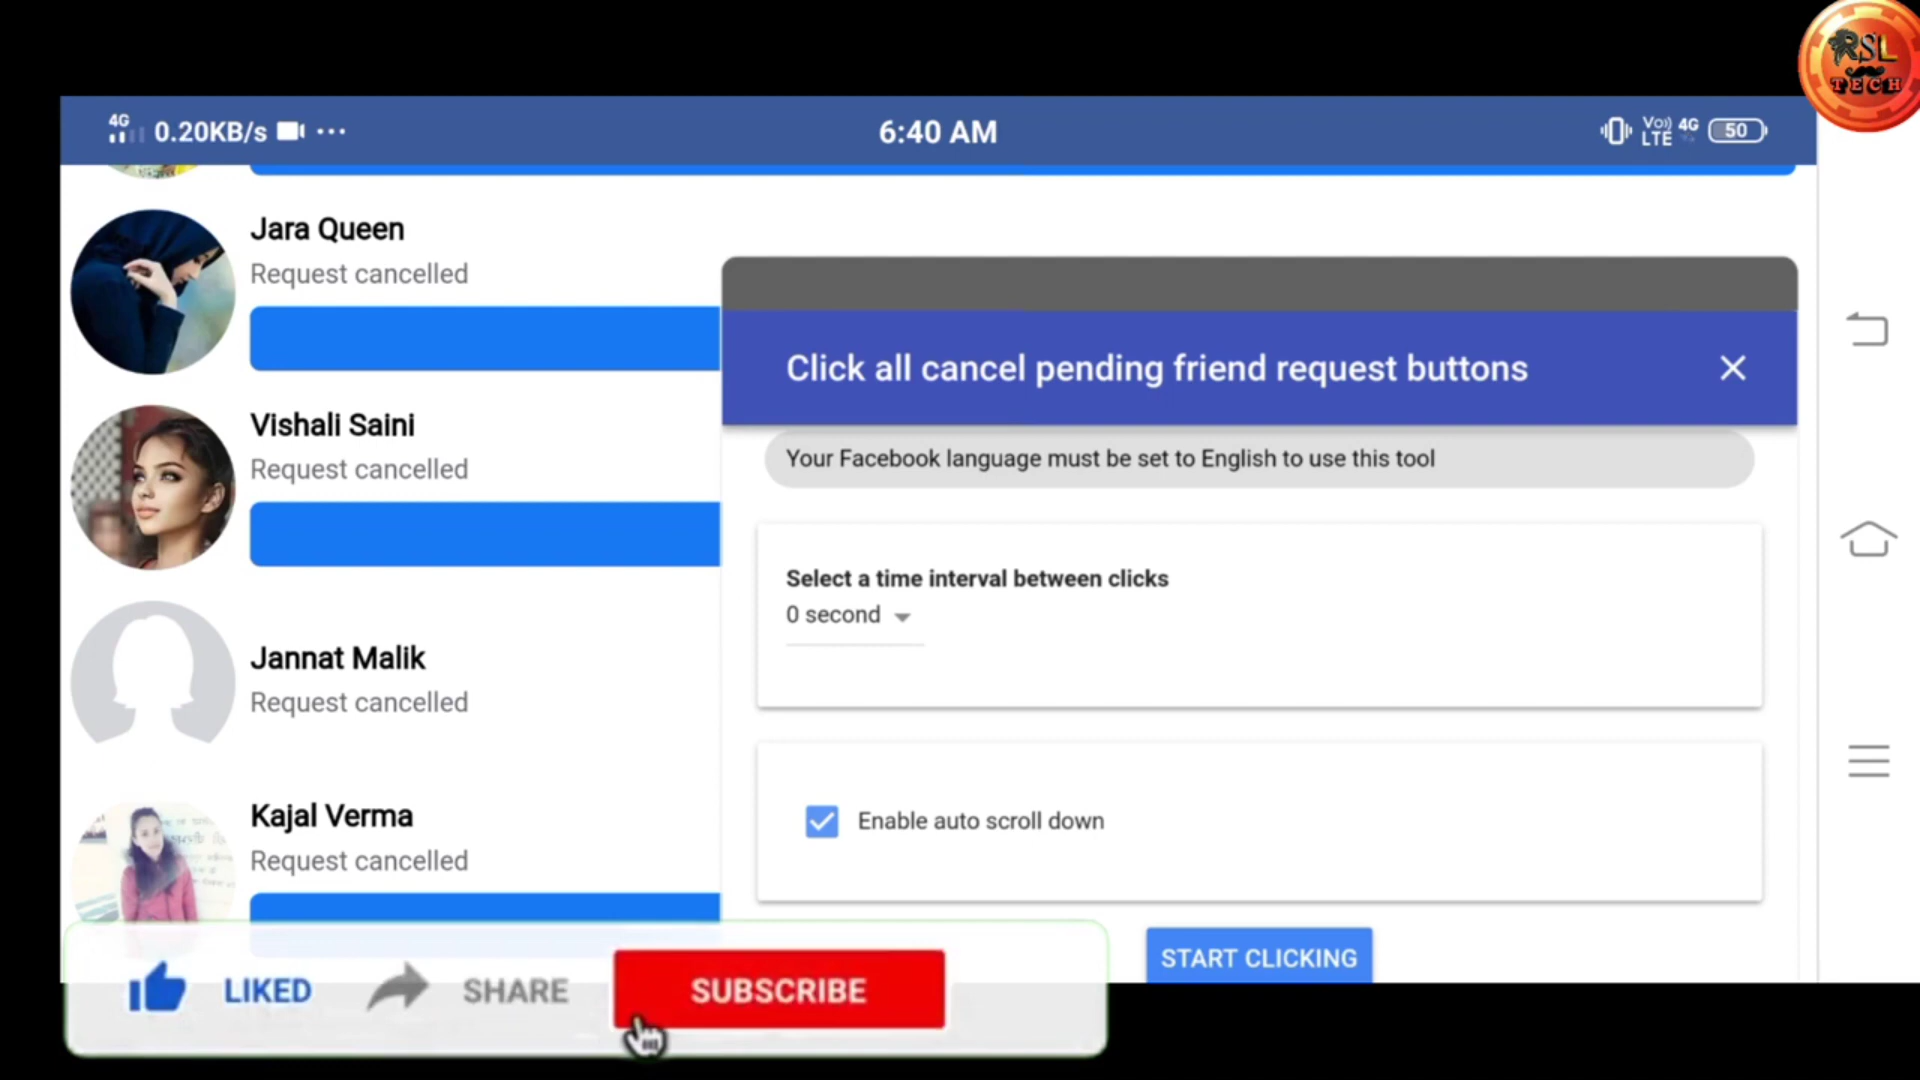 RSL
TECH
4G 0.20KB/s ···
6:40 AM
Vo)) LTE 4G 50
Jara Queen
Request cancelled
Click all cancel pending friend request buttons
Vishali Saini
Request cancelled
Your Facebook language must be set to English to use this tool
Select a time interval between clicks
0 second
Jannat Malik
Request cancelled
Kajal Verma
Request cancelled
Enable auto scroll down
START CLICKING
LIKED SHARE SUBSCRIBE